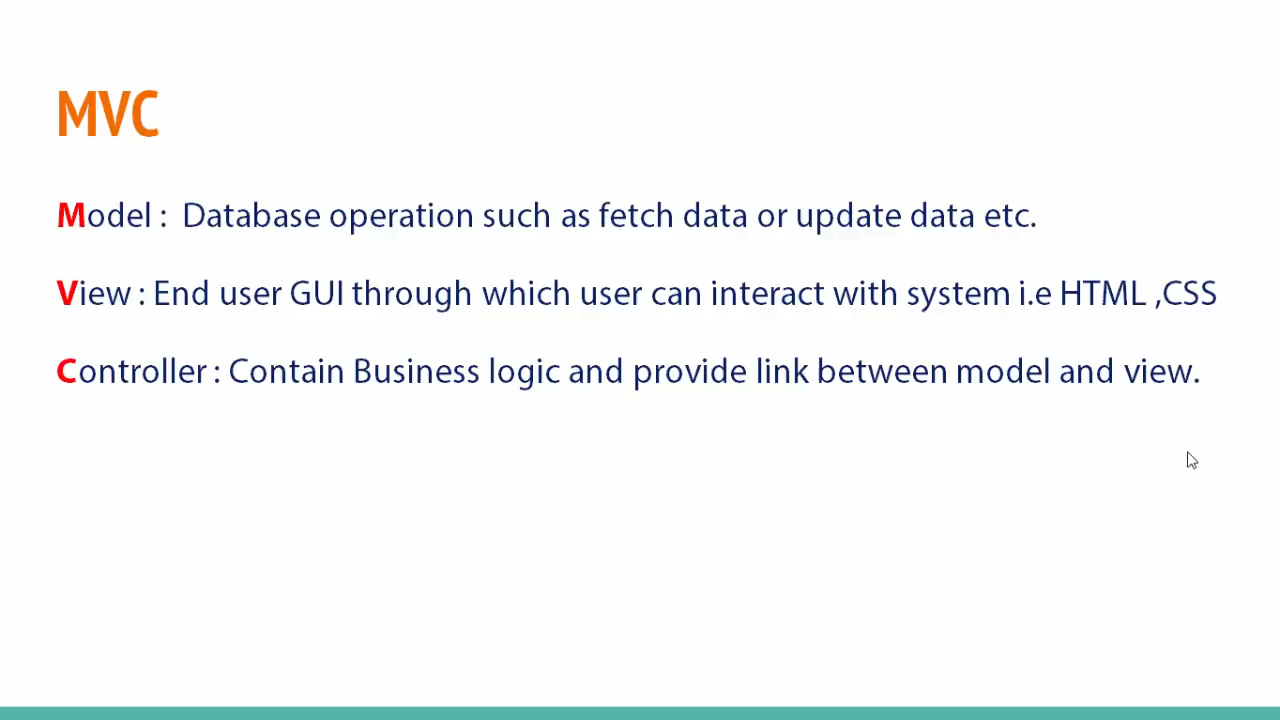 MVC
Model :  Database operation such as fetch data or update data etc.
View : End user GUI through which user can interact with system i.e HTML ,CSS
Controller : Contain Business logic and provide link between model and view.